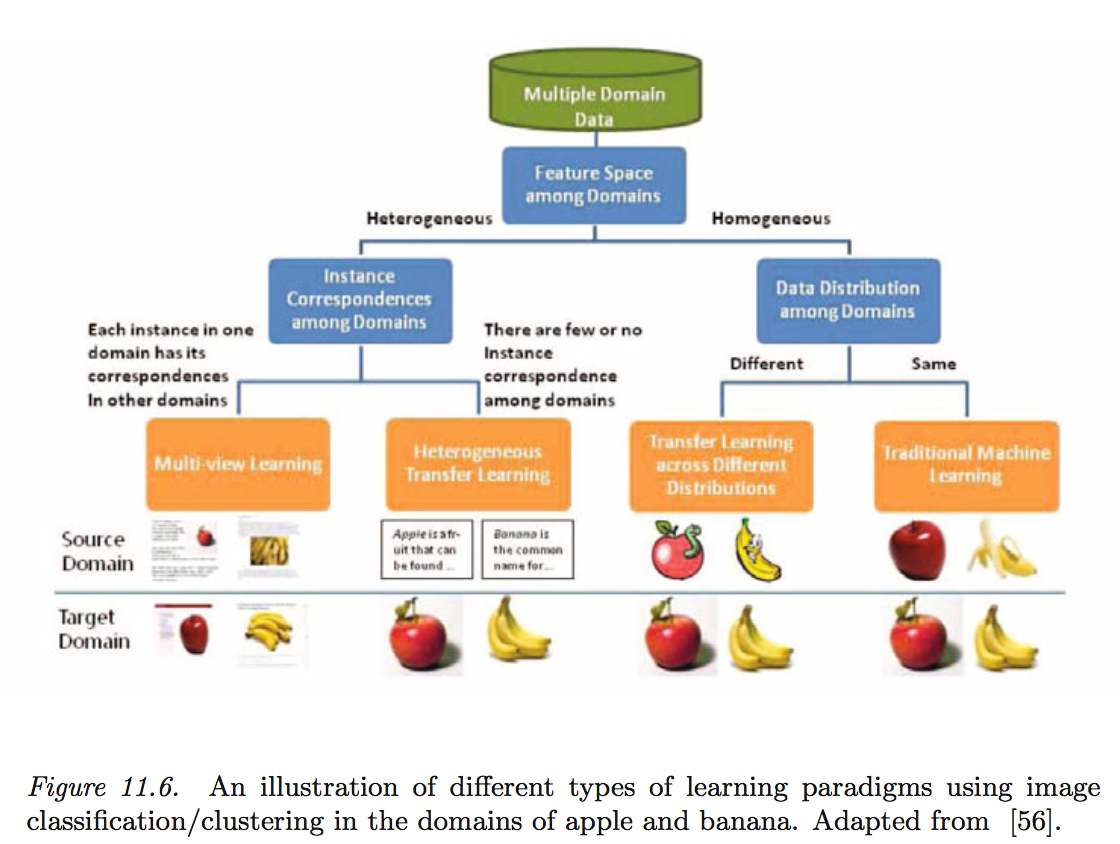 Multiple Domain
Data
Feature Space
among Domains
Heterogeneous
Homogeneous
Instance
Correspondences
among Domains
Data Distribution
among Domains
Each instance in one
domain has its
correspondences
In other domains
There are few or no
Instance
correspondence
among domains
Different
Same
Multi-view Learning
Heterogeneous
Transfer Learning
Transfer Learning
across Different
Distributions
Traditional Machine
Learning
Source
Domain
Apple is afr-
uit that can
be found ...
Banana is
the common
name for...
Target
Domain
Figure 11.6. An illustration of different types of learning paradigms using image
classification/clustering in the domains of apple and banana. Adapted from [56].